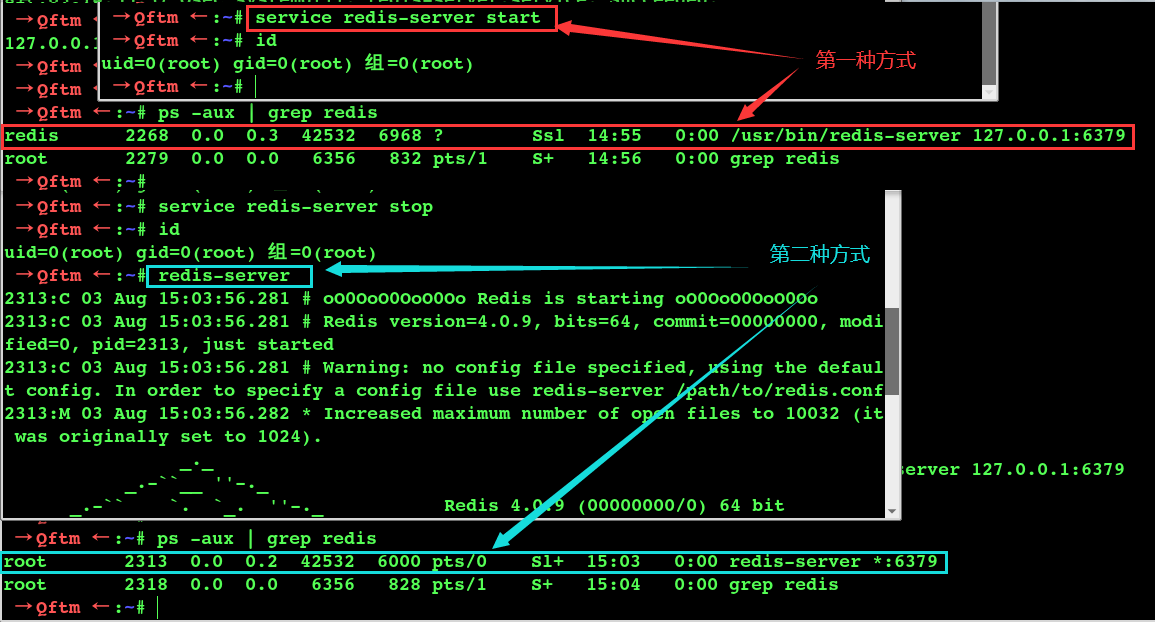 →Qftm ←:~# service redis-server start
→Qftm ←:~# id
uid=0(root) gid=0(root) 组=0(root)
→Qftm ←:~#
第一种方式
→Qftm
127.0.0.1
→Qftm
→Qftm
→Qftm ←:~# ps -aux | grep redis
redis 2268 0.0 0.3 42532 6968 ? Ssl 14:55 0:00 /usr/bin/redis-server 127.0.0.1:6379
root 2279 0.0 0.0 6356 832 pts/1 S+ 14:56 0:00 grep redis
→Qftm ←:~#
→Qftm ←:~# service redis-server stop
→Qftm ←:~# id
uid=0(root) gid=0(root) 组=0(root)
第二种方式
→Qftm ←:~# redis-server
2313:C 03 Aug 15:03:56.281 # oO0OoO0OoO0Oo Redis is starting oO0OoO0OoO0Oo
2313:C 03 Aug 15:03:56.281 # Redis version=4.0.9, bits=64, commit=00000000, modi
fied=0, pid=2313, just started
2313:C 03 Aug 15:03:56.281 # Warning: no config file specified, using the defaul
t config. In order to specify a config file use redis-server /path/to/redis.conf
2313:M 03 Aug 15:03:56.282 * Increased maximum number of open files to 10032 (it
was originally set to 1024).
erver 127.0.0.1:6379
Redis 4.0.9 (00000000/0) 64 bit
→Qftm ←:~# ps -aux | grep redis
root 2313 0.0 0.2 42532 6000 pts/0 Sl+ 15:03 0:00 redis-server *:6379
root 2318 0.0 0.0 6356 828 pts/1 S+ 15:04 0:00 grep redis
→Qftm ←:~#